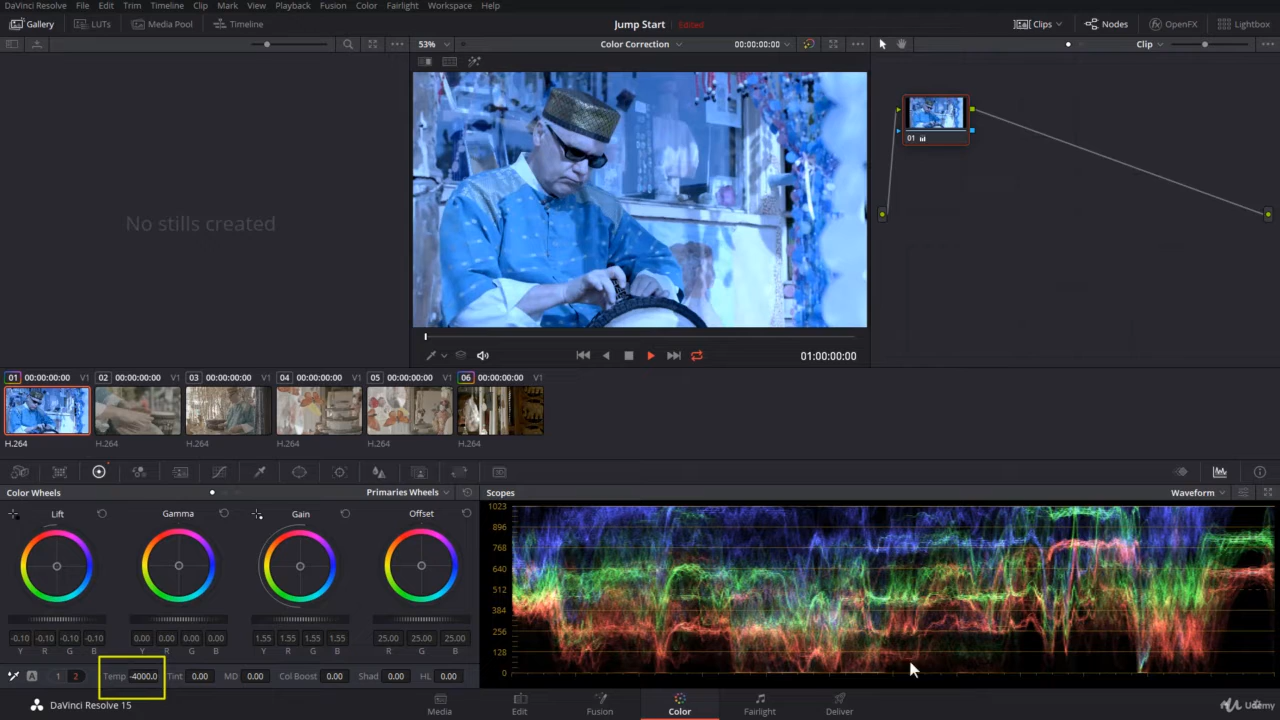 DaVinci Resolve File Edit Trim Timeline Clip Mark View Playback Fusion Color Fairlight Workspace Help
Gallery LUTs Media Pool Timeline Jump Start Edited Clips Nodes OpenFX Lightbox
53% Color Correction 00:00:00:00 Clip
No stills created
01
01:00:00:00
01 00:00:00:00 V1 02 00:00:00:00 V1 03 00:00:00:00 V1 04 00:00:00:00 V1 05 00:00:00:00 V1 06 00:00:00:00 V1
H.264 H.264 H.264 H.264 H.264 H.264
Color Wheels Primaries Wheels Scopes Waveform
Lift Gamma Gain Offset
1023
896
768
640
512
384
256
128
0
-0.10 -0.10 -0.10 -0.10 0.00 0.00 0.00 0.00 1.55 1.55 1.55 1.55 25.00 25.00 25.00
Y R G B Y R G B Y R G B R G B
A 1 2 Temp -4000.0 Tint 0.00 MD 0.00 Col Boost 0.00 Shad 0.00 HL 0.00
DaVinci Resolve 15 Media Edit Fusion Color Fairlight Deliver Udemy